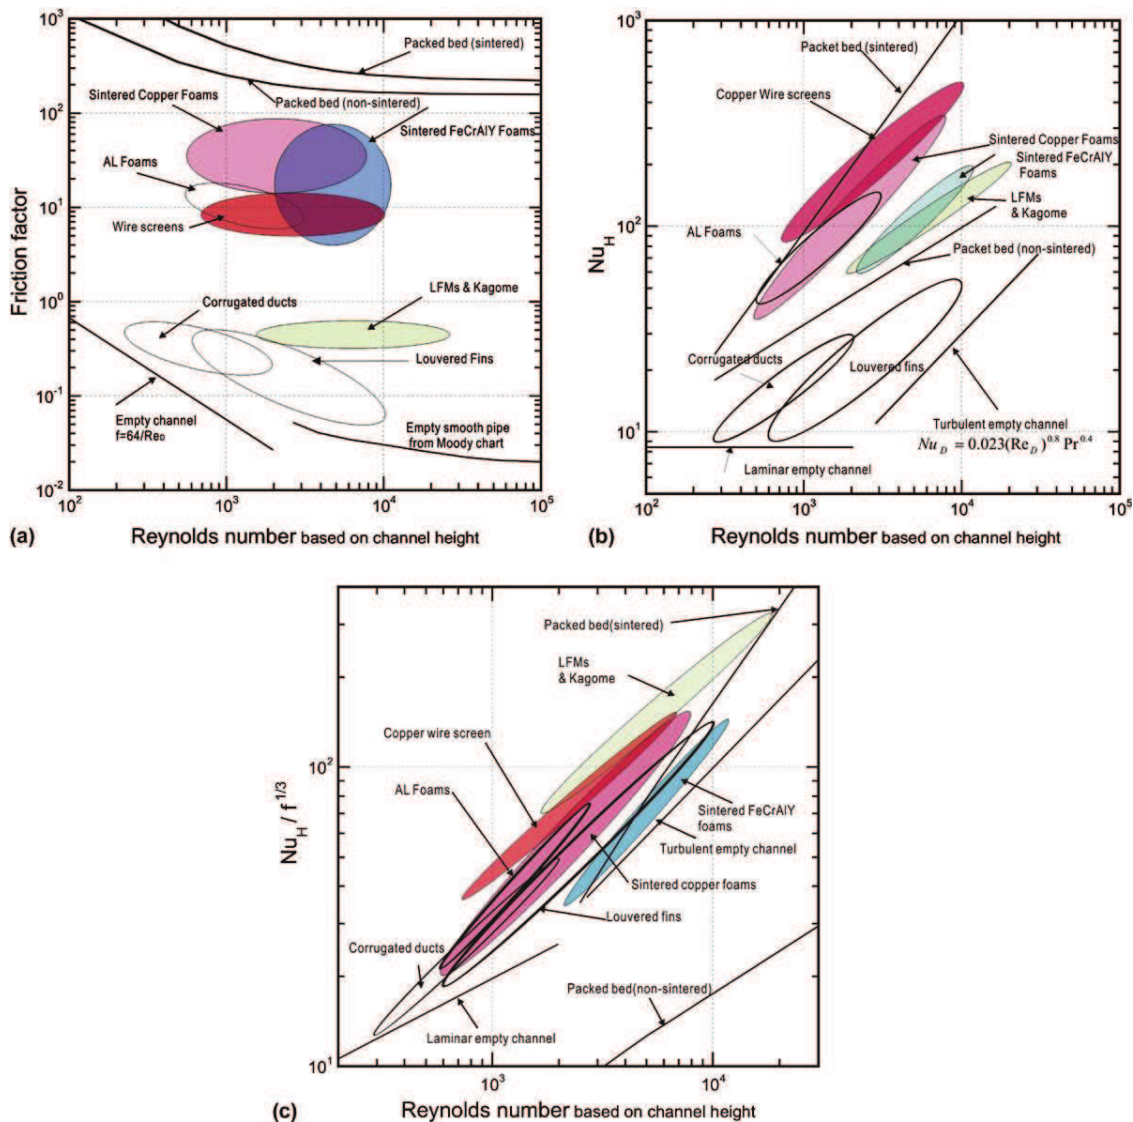 10³
10²
10¹
10⁰
10⁻¹
10⁻²
Friction factor
Packed bed (sintered)
Packed bed (non-sintered)
Sintered Copper Foams
Sintered FeCrAlY Foams
AL Foams
Wire screens
Corrugated ducts
LFMs & Kagome
Louvered Fins
Empty channel
f=64/Reᴅ
Empty smooth pipe
from Moody chart
10² 10³ 10⁴ 10⁵
(a) Reynolds number based on channel height
10³
10²
10¹
Nu_H
Packet bed (sintered)
Copper Wire screens
Sintered Copper Foams
Sintered FeCrAlY
Foams
LFMs
& Kagome
AL Foams
Packet bed (non-sintered)
Corrugated ducts
Louvered fins
Turbulent empty channel
Nu_D = 0.023(Re_D)^0.8 Pr^0.4
Laminar empty channel
10² 10³ 10⁴ 10⁵
(b) Reynolds number based on channel height
10²
10¹
Nu_H / f^1/3
Packed bed(sintered)
LFMs
& Kagome
Copper wire screen
AL Foams
Sintered FeCrAlY
foams
Turbulent empty channel
Sintered copper foams
Louvered fins
Corrugated ducts
Packed bed(non-sintered)
Laminar empty channel
10³ 10⁴
(c) Reynolds number based on channel height